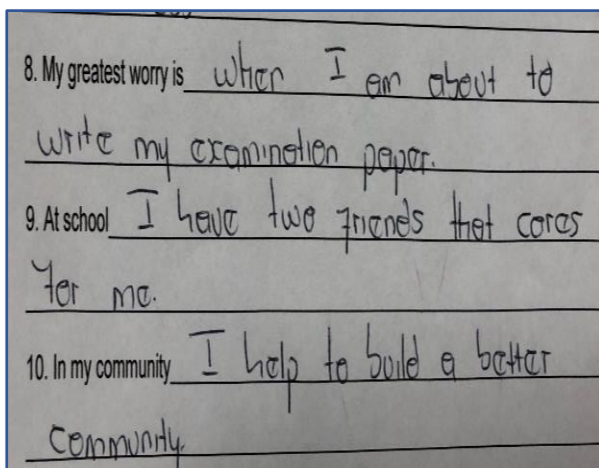 8. My greatest worry is when I am about to
write my examination paper.
9. At school I have two friends that cares
for me.
10. In my community I help to build a better
community.